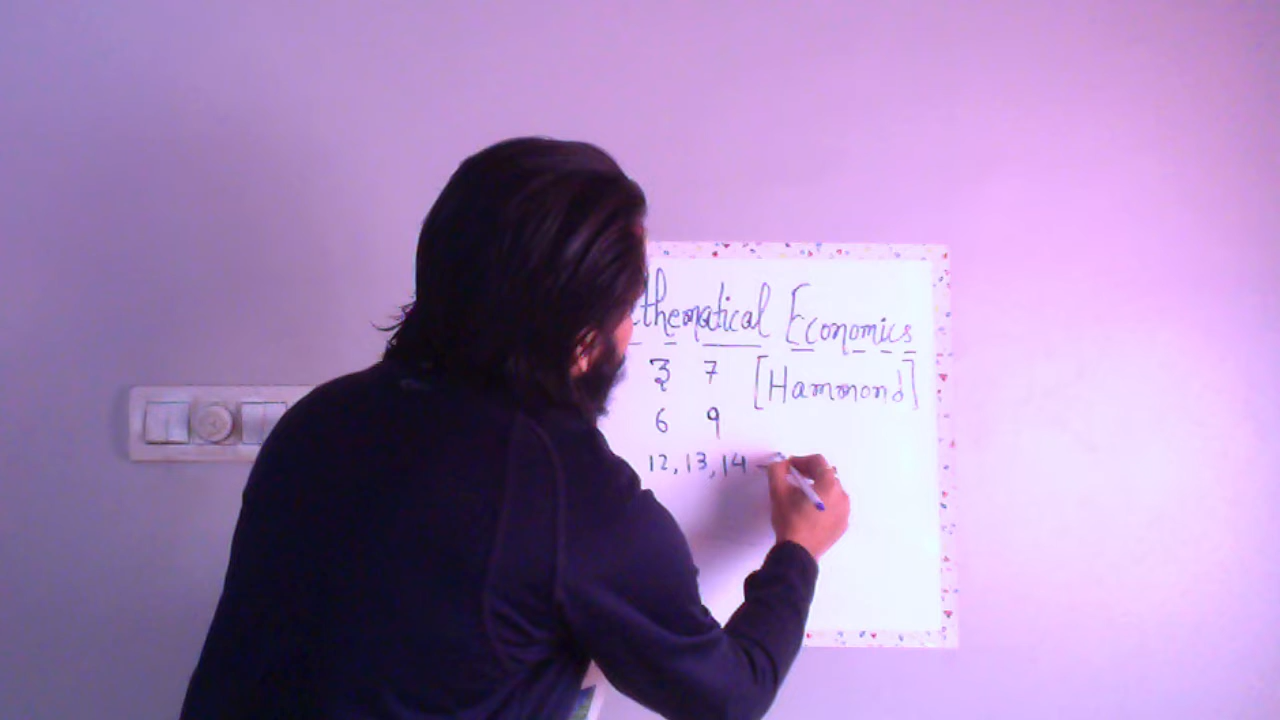 thematical Economics
3 7 [Hammond]
6 9
12, 13, 14 -